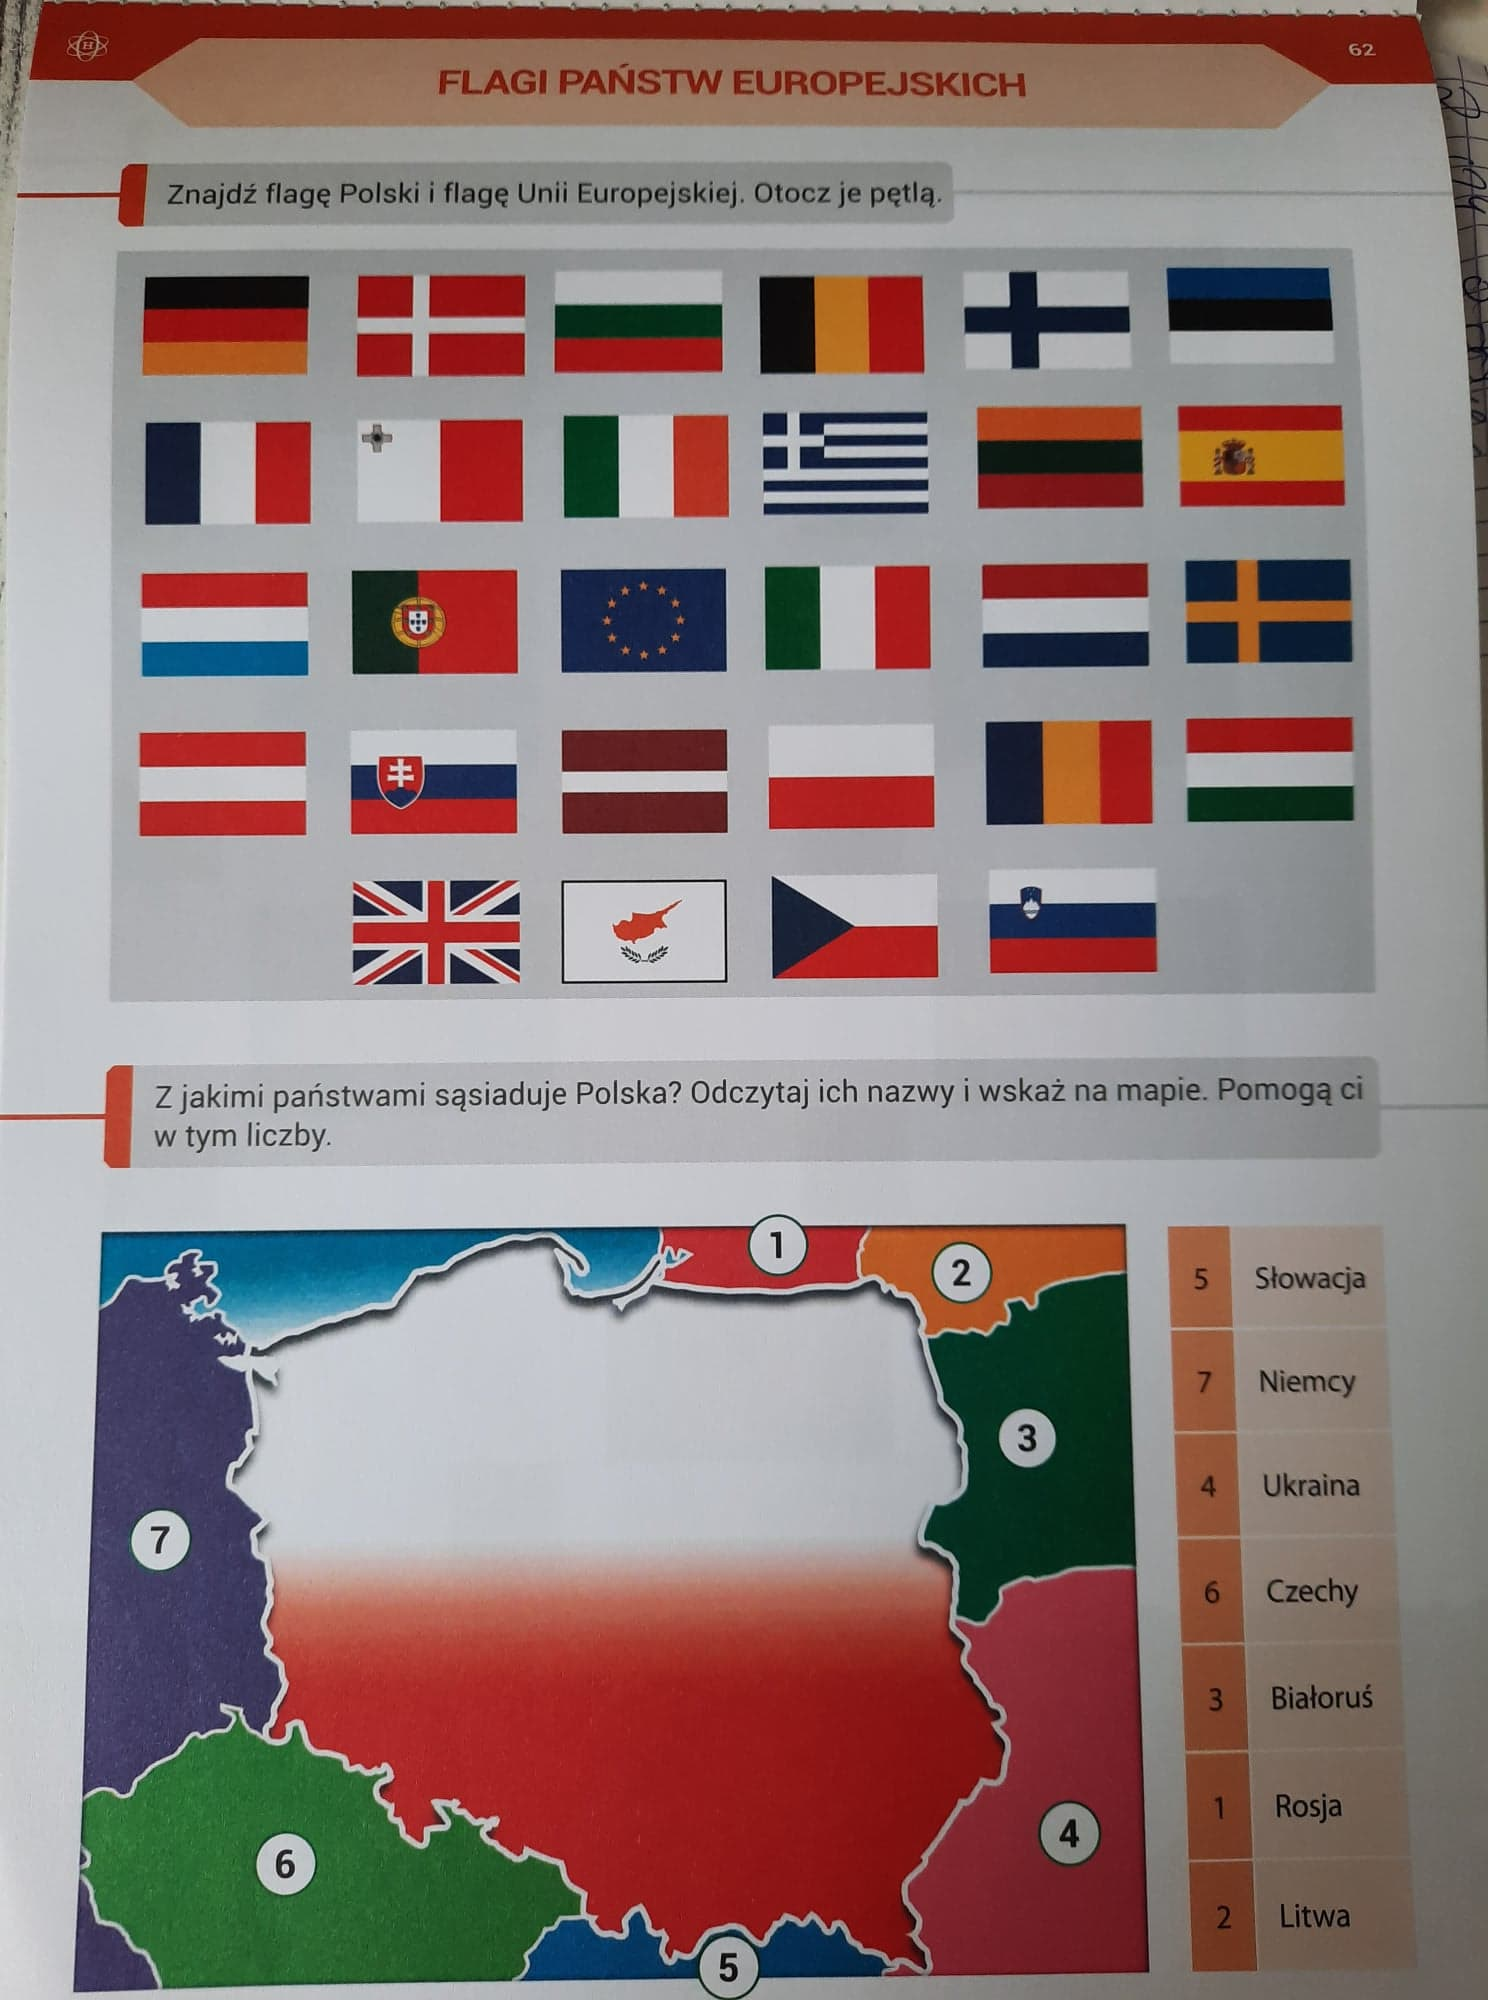 62
FLAGI PAŃSTW EUROPEJSKICH
Znajdź flagę Polski i flagę Unii Europejskiej. Otocz je pętlą.
Z jakimi państwami sąsiaduje Polska? Odczytaj ich nazwy i wskaż na mapie. Pomogą ci
w tym liczby.
1
2
3
4
5
6
7
5 Słowacja
7 Niemcy
4 Ukraina
6 Czechy
3 Białoruś
1 Rosja
2 Litwa